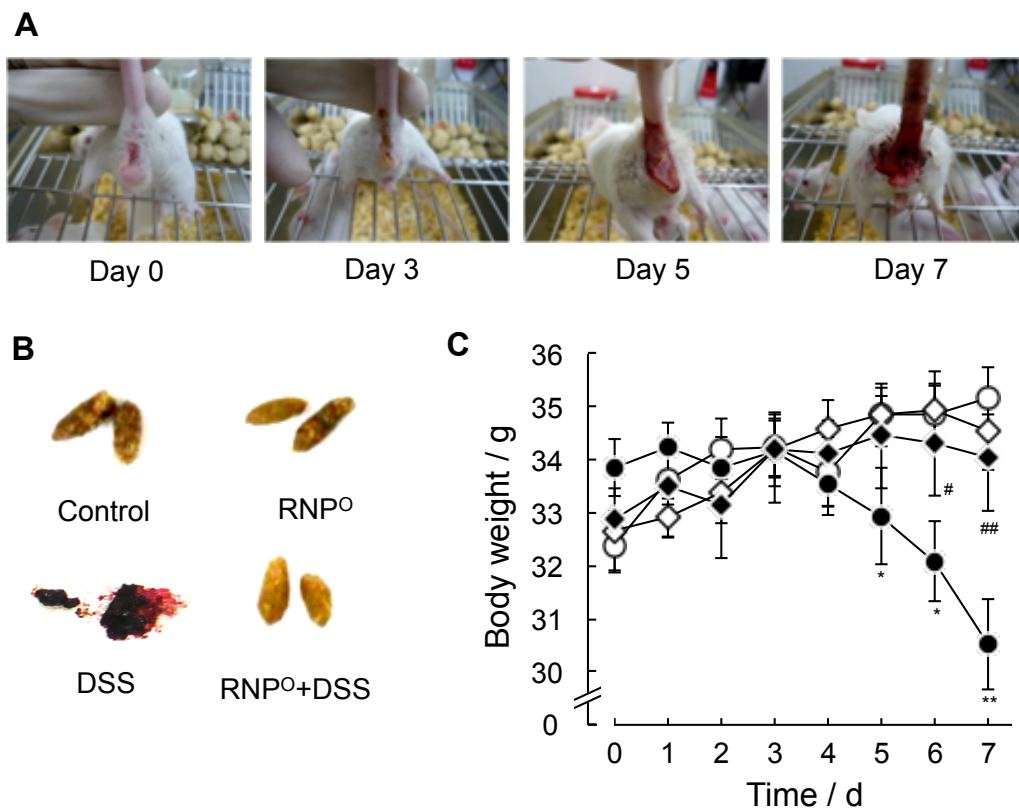 A
Day 0
Day 3
Day 5
Day 7
B
Control
RNPᴼ
DSS
RNPᴼ+DSS
C
Body weight / g
36
35
34
33
32
31
30
0
#
##
*
*
**
0 1 2 3 4 5 6 7
Time / d